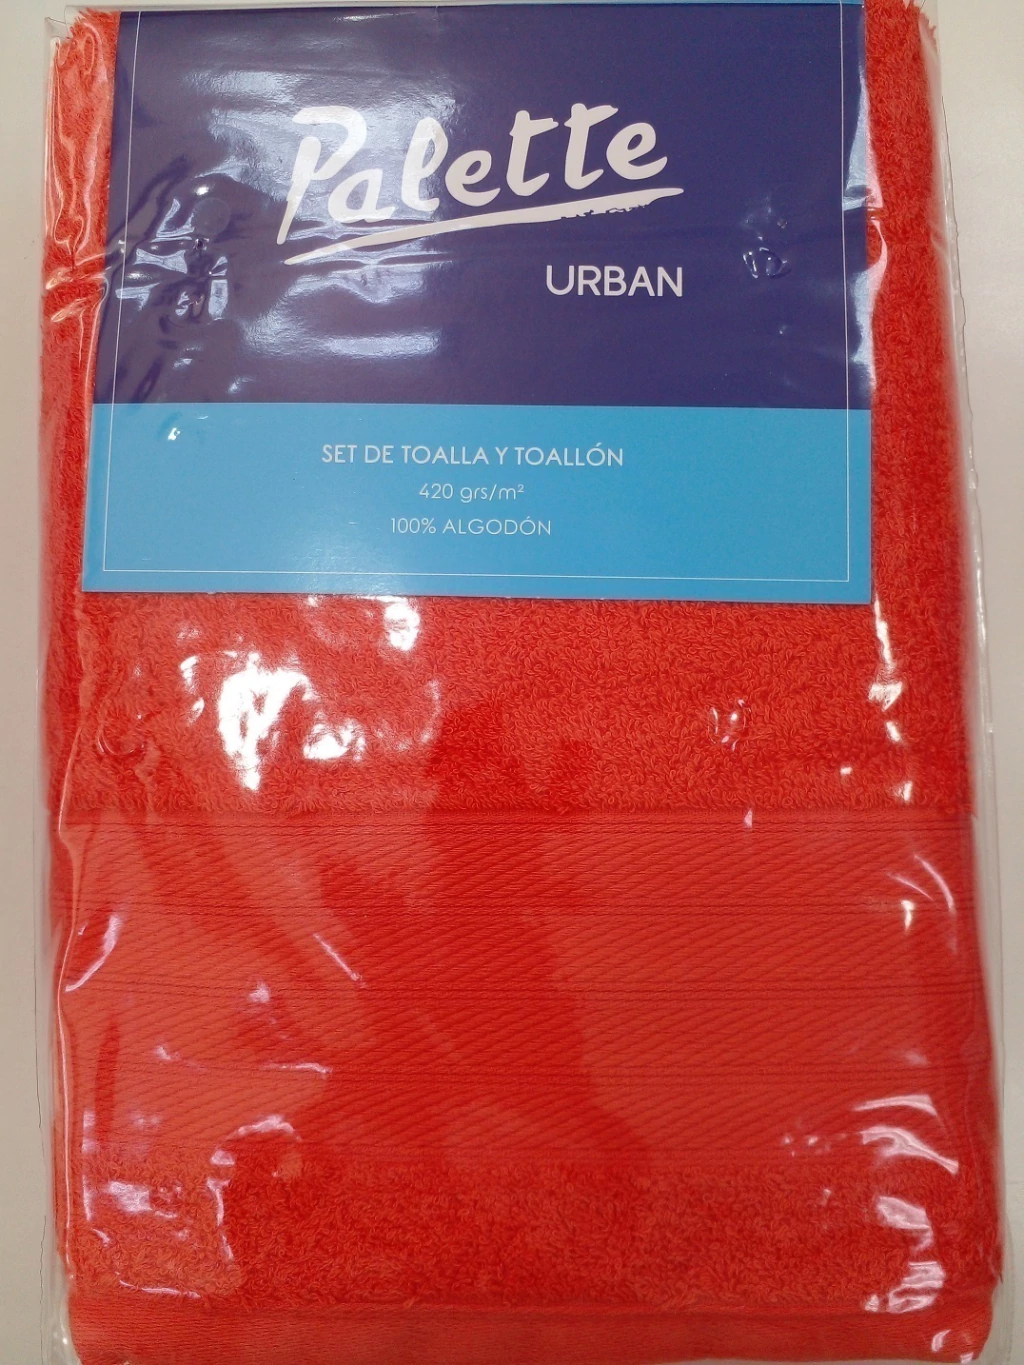 Palette
URBAN
SET DE TOALLA Y TOALLÓN
420 grs/m²
100% ALGODÓN